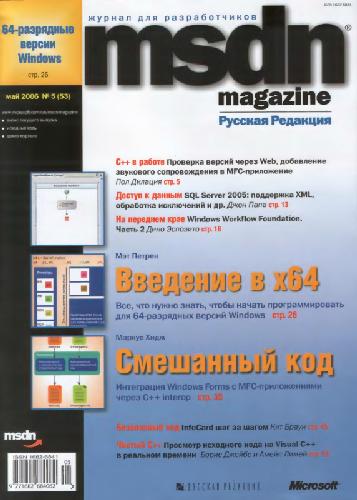 журнал для разработчиков
64-разрядные
версии
Windows
стр. 26
msdn
magazine
Русская Редакция
май 2006 № 5 (53)
C++ в работе Проверка версий через Web, добавление
звукового сопровождения в MFC-приложение
Пол Диласция стр. 5
Доступ к данным SQL Server 2005: поддержка XML,
обработка исключений и др. Джон Папа стр. 13
На переднем крае Windows Workflow Foundation.
Часть 2 Дино Эспозито стр. 18
Мэт Петрек
Введение в x64
Все, что нужно знать, чтобы начать программировать
для 64-разрядных версий Windows стр. 26
Маркус Хидж
Смешанный код
Интеграция Windows Forms с MFC-приложениями
через C++ interop стр. 35
Безопасный код InfoCard шаг за шагом Кит Браун стр. 45
Чистый C++ Просмотр исходного кода на Visual C++
в реальном времени
msdn
РУССКАЯ РЕДАКЦИЯ
Microsoft